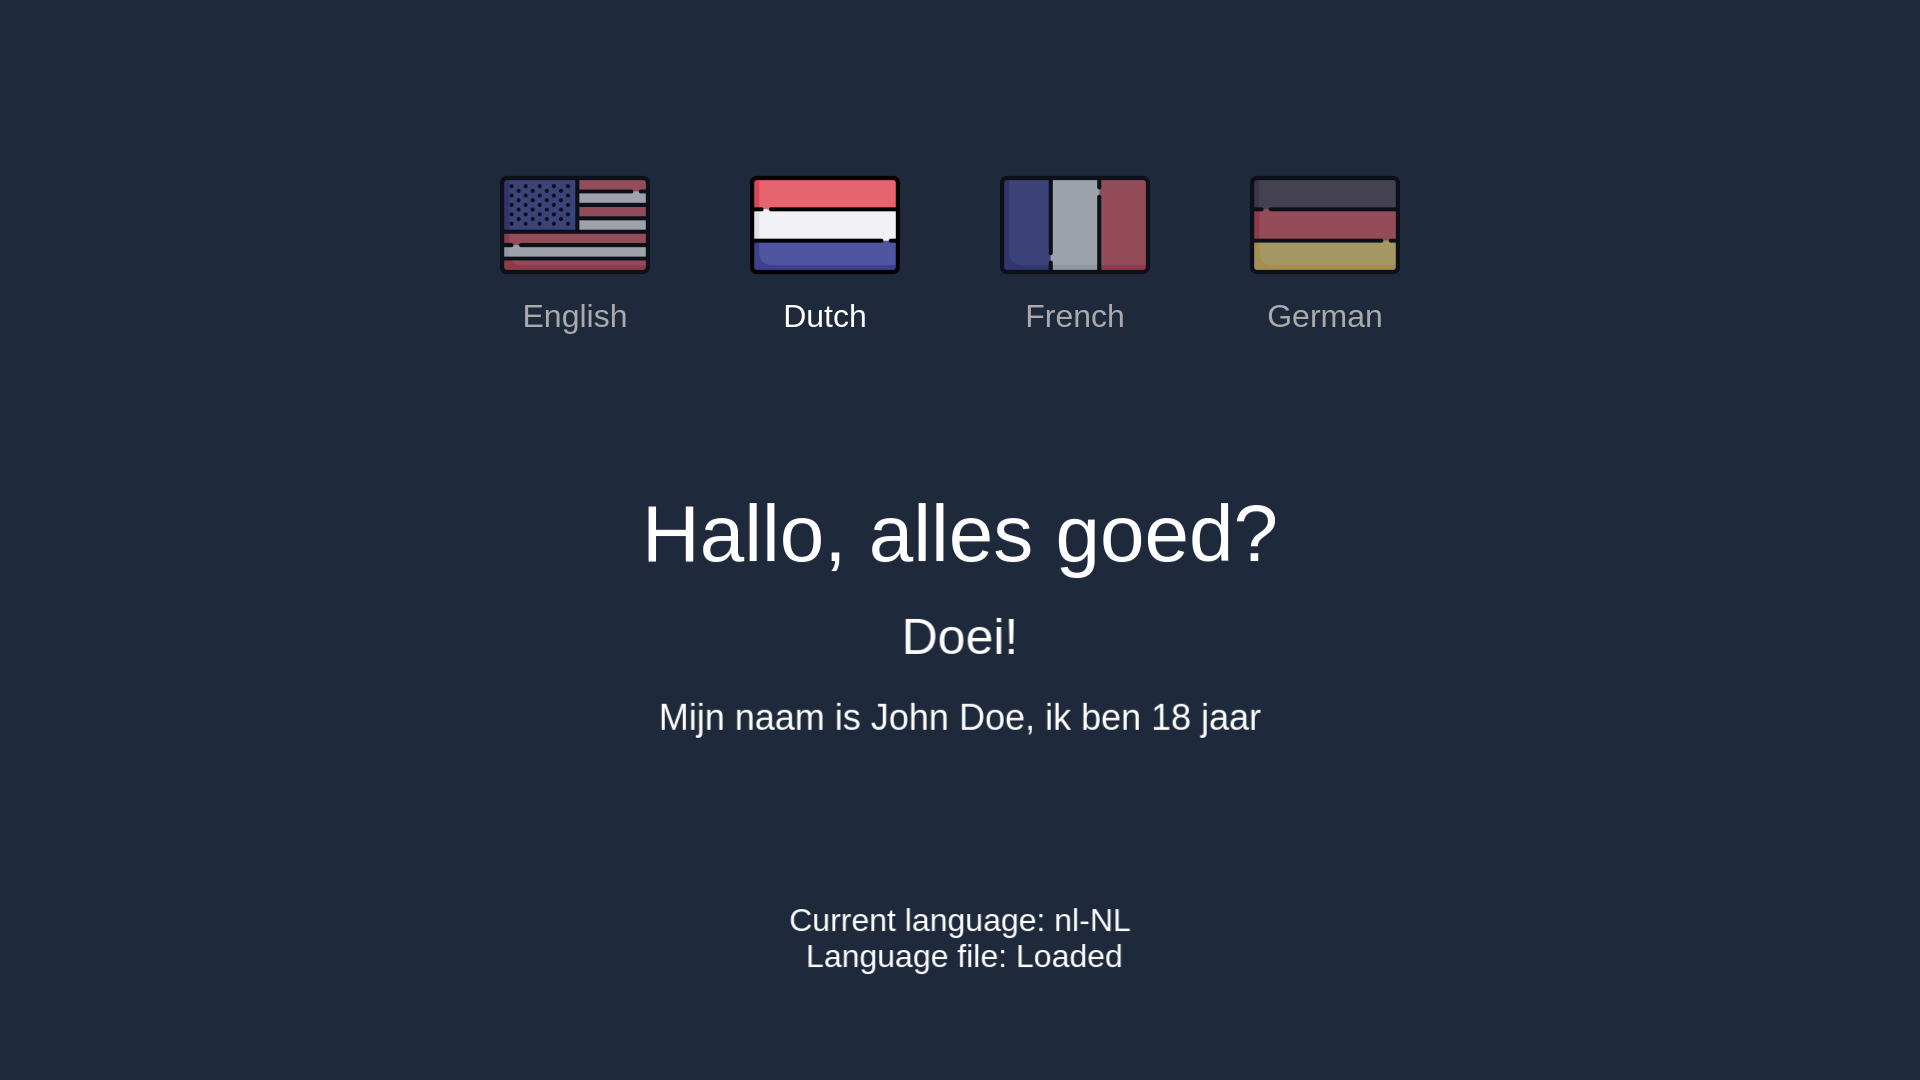 English
Dutch
French
German
Hallo, alles goed?
Doei!
Mijn naam is John Doe, ik ben 18 jaar
Current language: nl-NL
Language file: Loaded